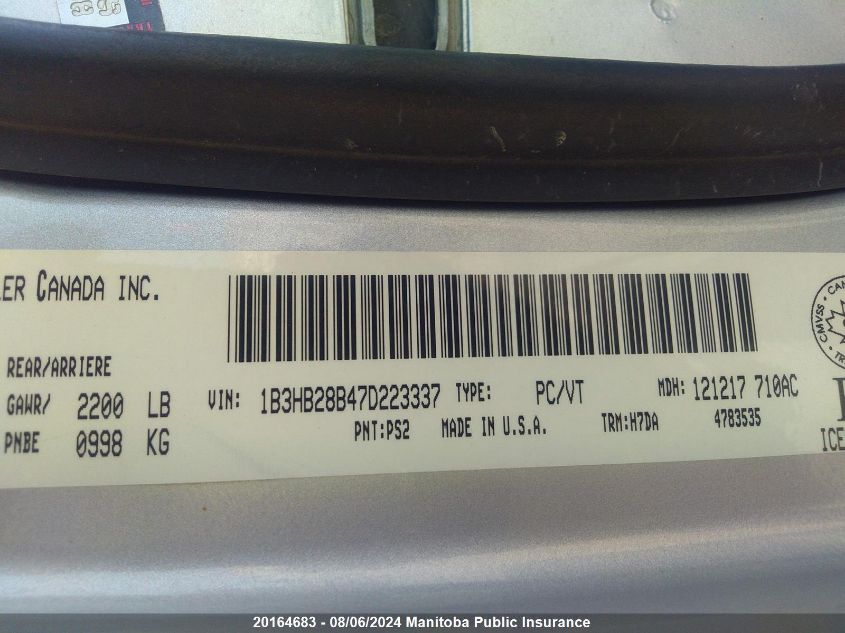 ER CANADA INC.
REAR/ARRIERE
GAWR/ 2200 LB
PNBE 0998 KG
VIN: 1B3HB28B47D223337 TYPE: PC/VT MDH: 121217 710AC
PNT:PS2 MADE IN U.S.A. TRM:H7DA 4783535
CMVSS
ICE
20164683 - 08/06/2024 Manitoba Public Insurance